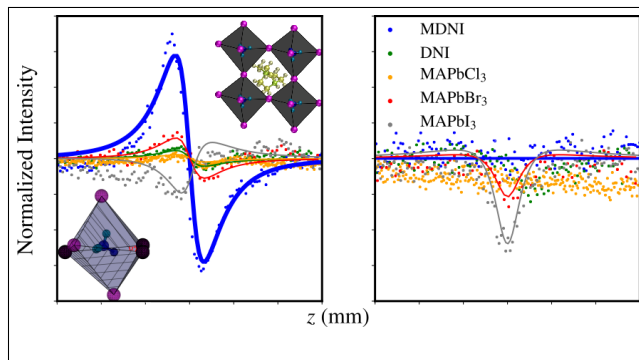 Normalized Intensity
MDNI
DNI
MAPbCl₃
MAPbBr₃
MAPbI₃
z (mm)